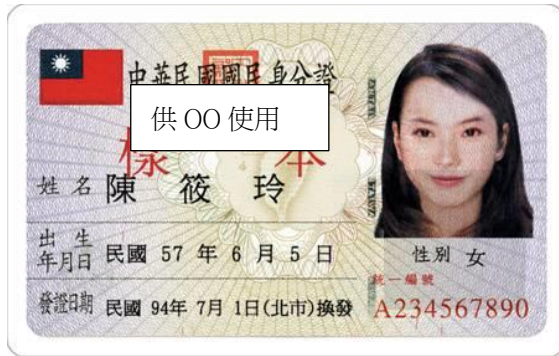 中華民國國民身分證
供 OO 使用
樣 本
姓名 陳 筱 玲
出生年月日 民國 57 年 6 月 5 日
性別 女
統一編號
發證日期 民國 94年 7月 1日(北市)換發
A234567890